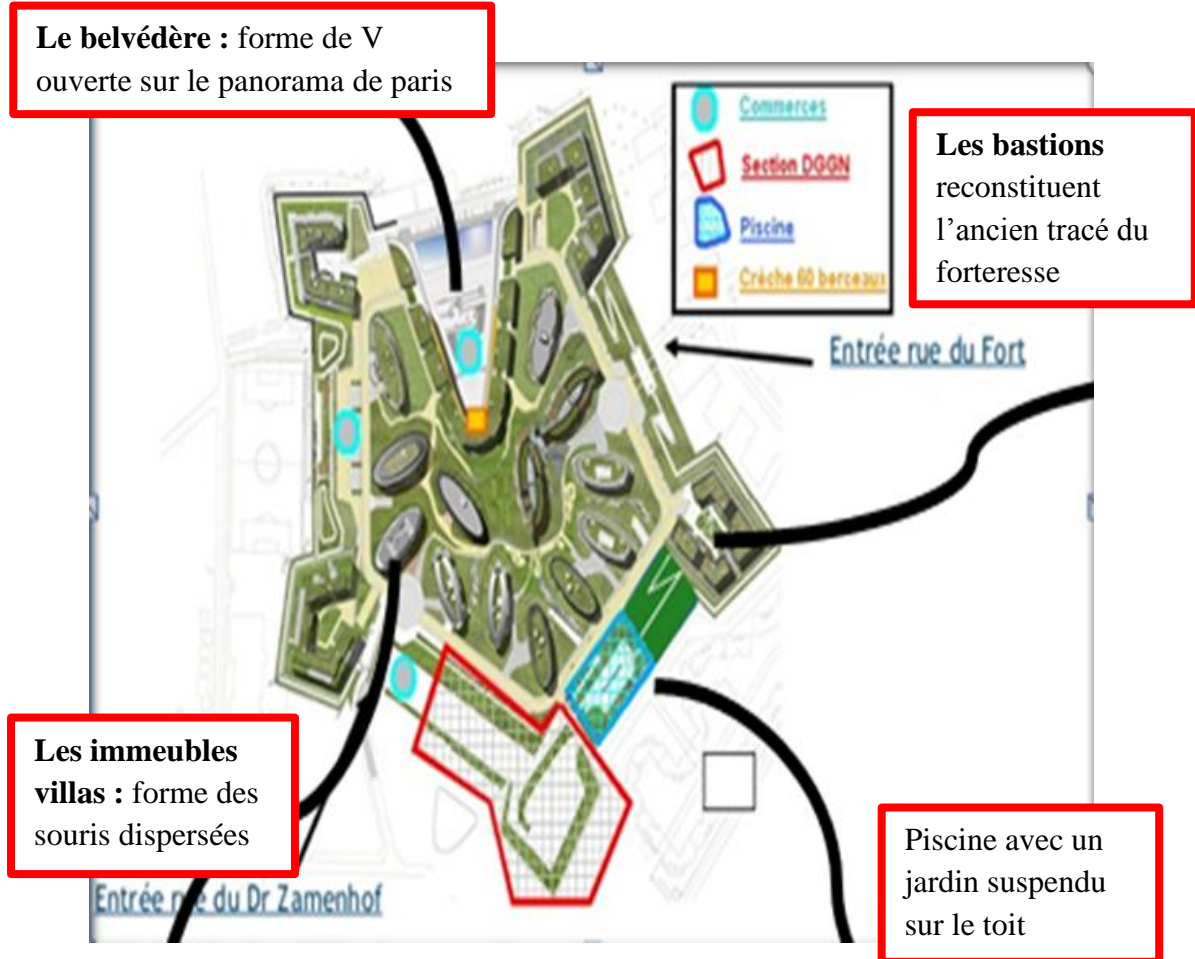 Le belvédère : forme de V
ouverte sur le panorama de paris
Commerces
Section DGGN
Piscine
Crèche 60 berceaux
Les bastions
reconstituent
l’ancien tracé du
forteresse
Entrée rue du Fort
Les immeubles
villas : forme des
souris dispersées
Entrée rue du Dr Zamenhof
Piscine avec un
jardin suspendu
sur le toit